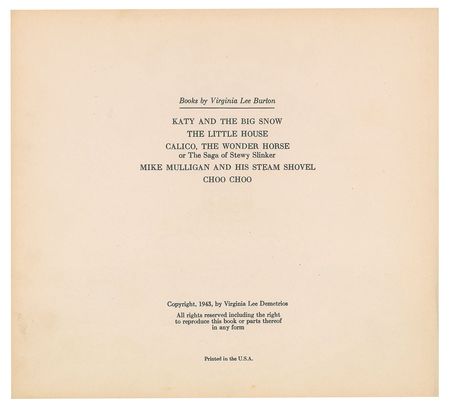 Books by Virginia Lee Burton
KATY AND THE BIG SNOW
THE LITTLE HOUSE
CALICO, THE WONDER HORSE
or The Saga of Stewy Slinker
MIKE MULLIGAN AND HIS STEAM SHOVEL
CHOO CHOO
Copyright, 1943, by Virginia Lee Demetrios
All rights reserved including the right
to reproduce this book or parts thereof
in any form
Printed in the U.S.A.